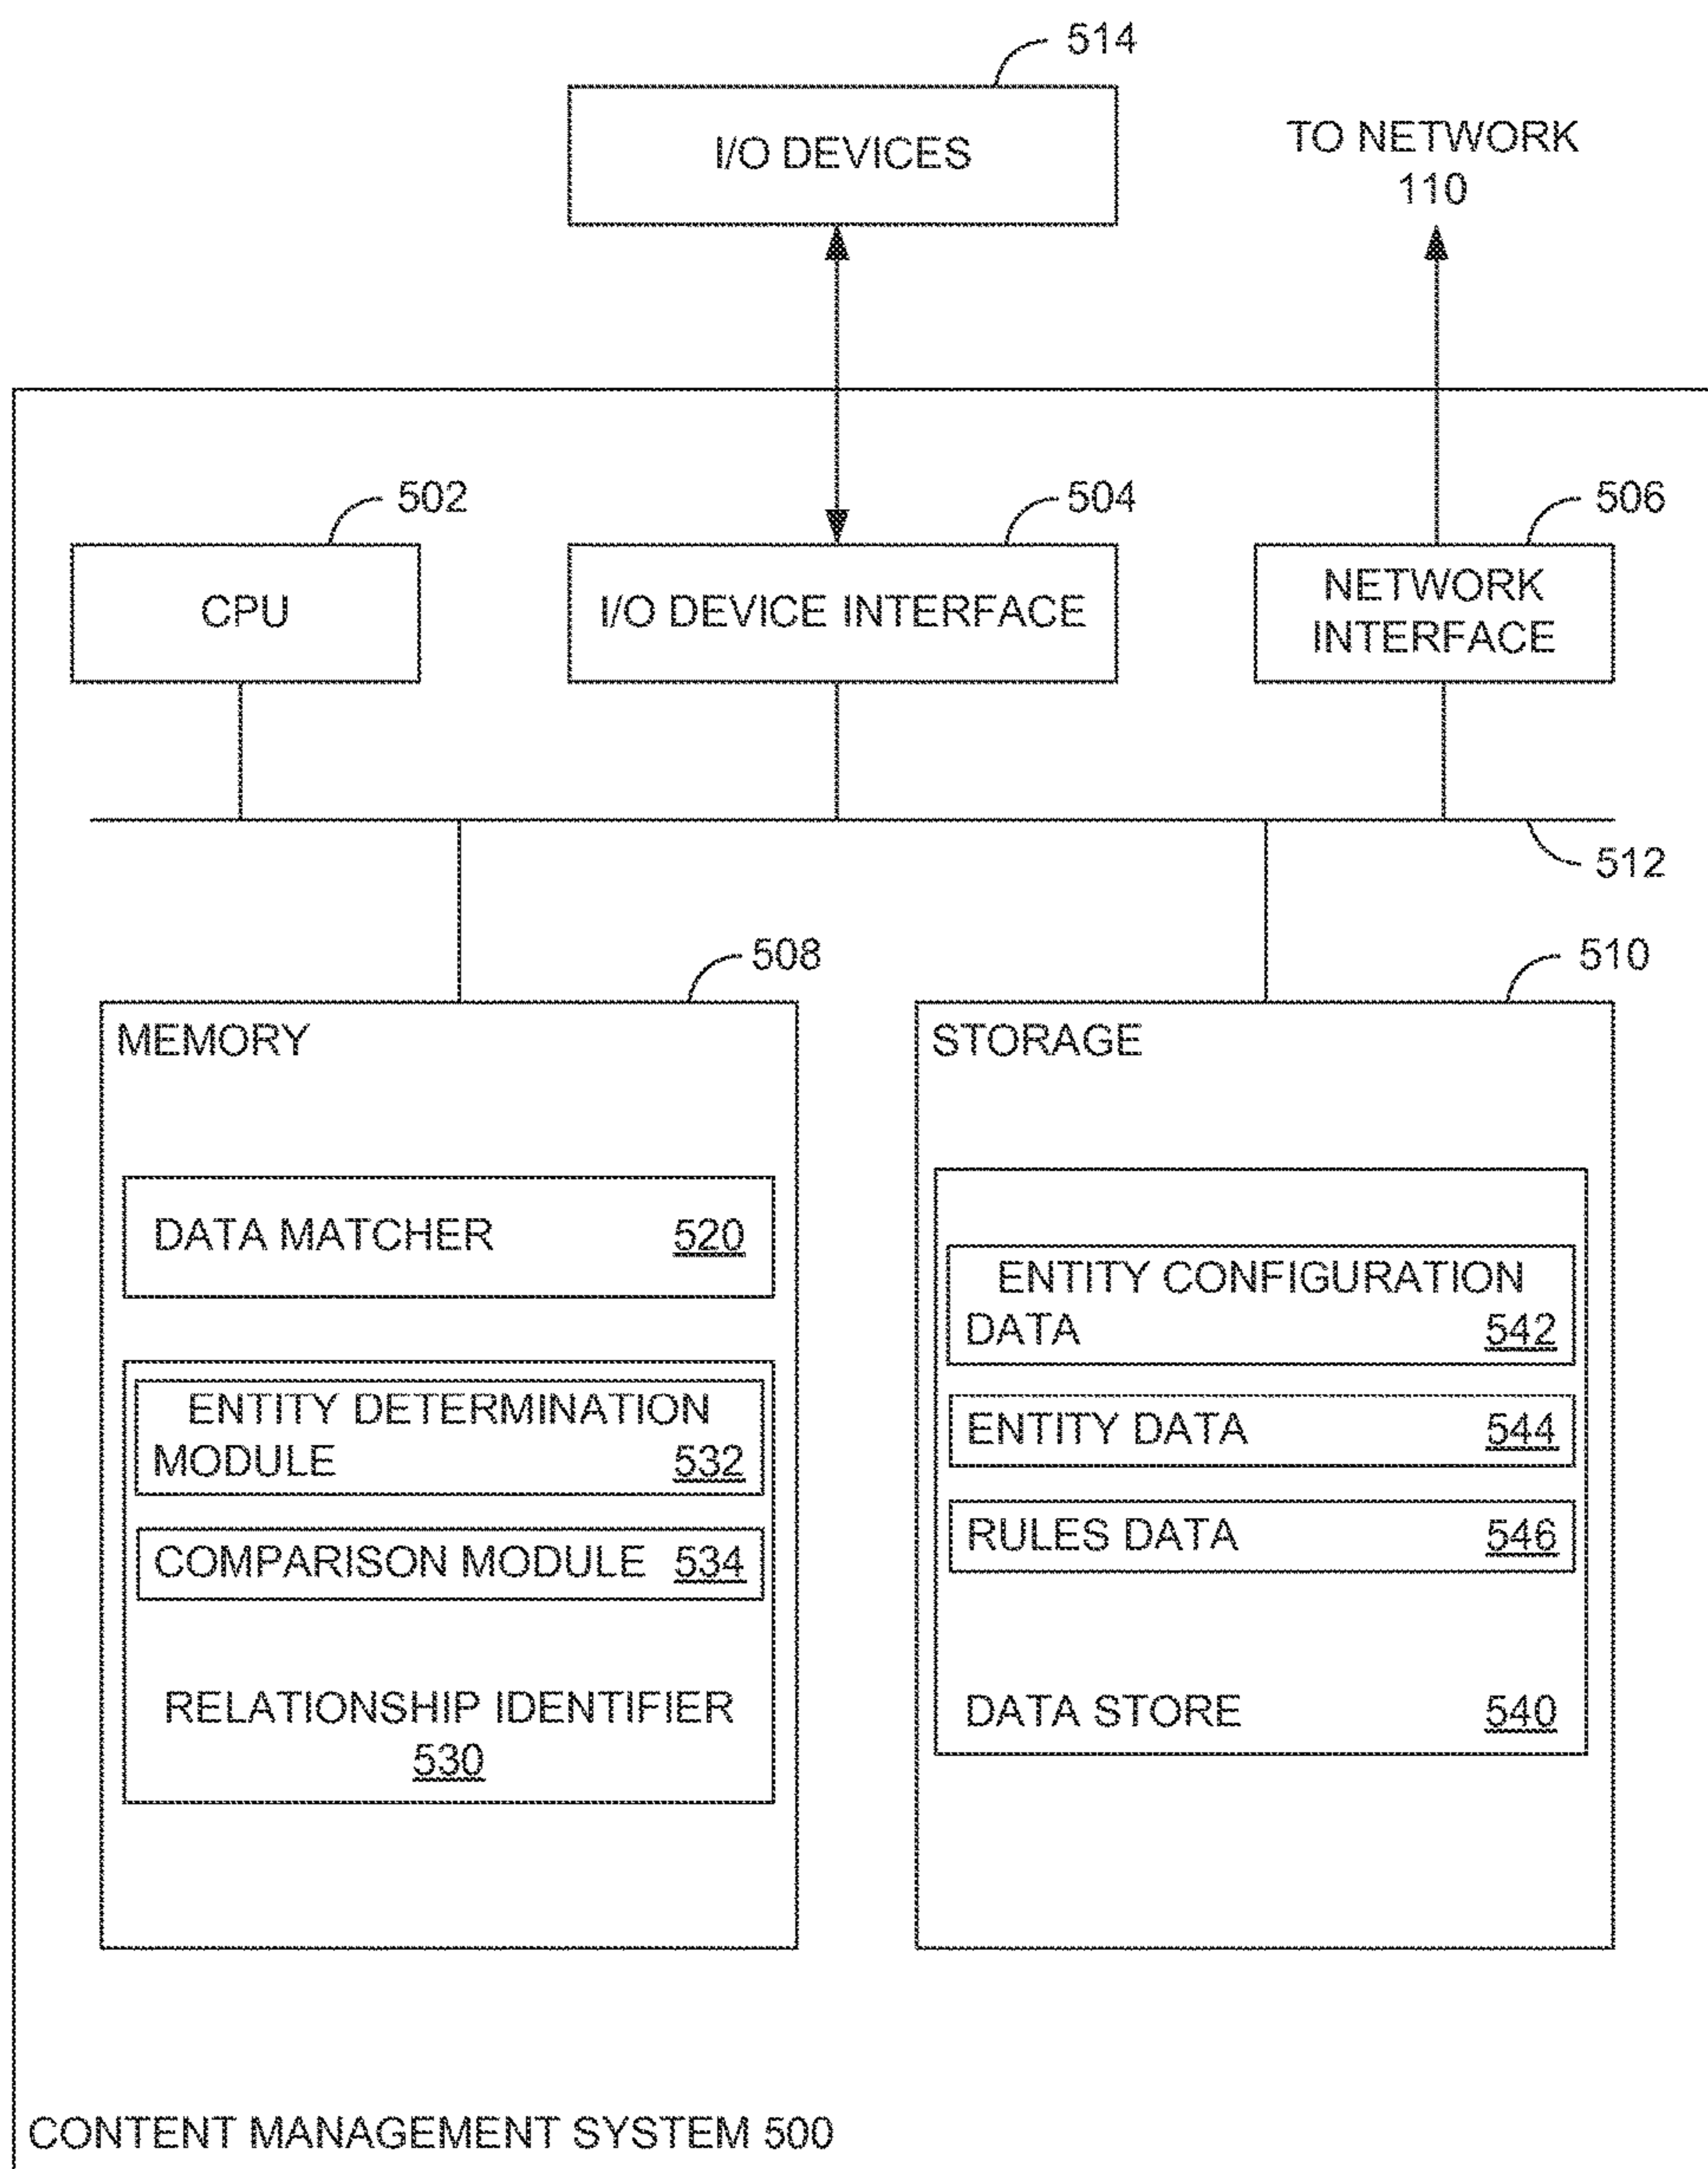 514
I/O DEVICES
TO NETWORK
110
502
504
506
CPU
I/O DEVICE INTERFACE
NETWORK
INTERFACE
512
508
510
MEMORY
DATA MATCHER 520
ENTITY DETERMINATION
MODULE 532
COMPARISON MODULE 534
RELATIONSHIP IDENTIFIER
530
STORAGE
ENTITY CONFIGURATION
DATA 542
ENTITY DATA 544
RULES DATA 546
DATA STORE 540
CONTENT MANAGEMENT SYSTEM 500